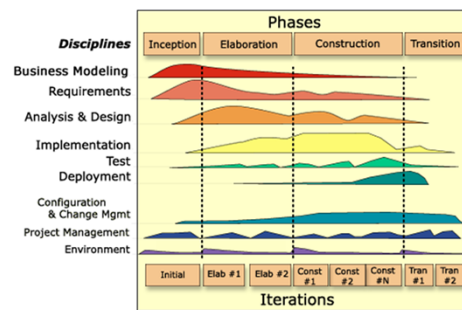 Phases
Disciplines
Inception Elaboration Construction Transition
Business Modeling
Requirements
Analysis & Design
Implementation
Test
Deployment
Configuration
& Change Mgmt
Project Management
Environment
Initial Elab #1 Elab #2 Const #1 Const #2 Const #N Tran #1 Tran #2
Iterations